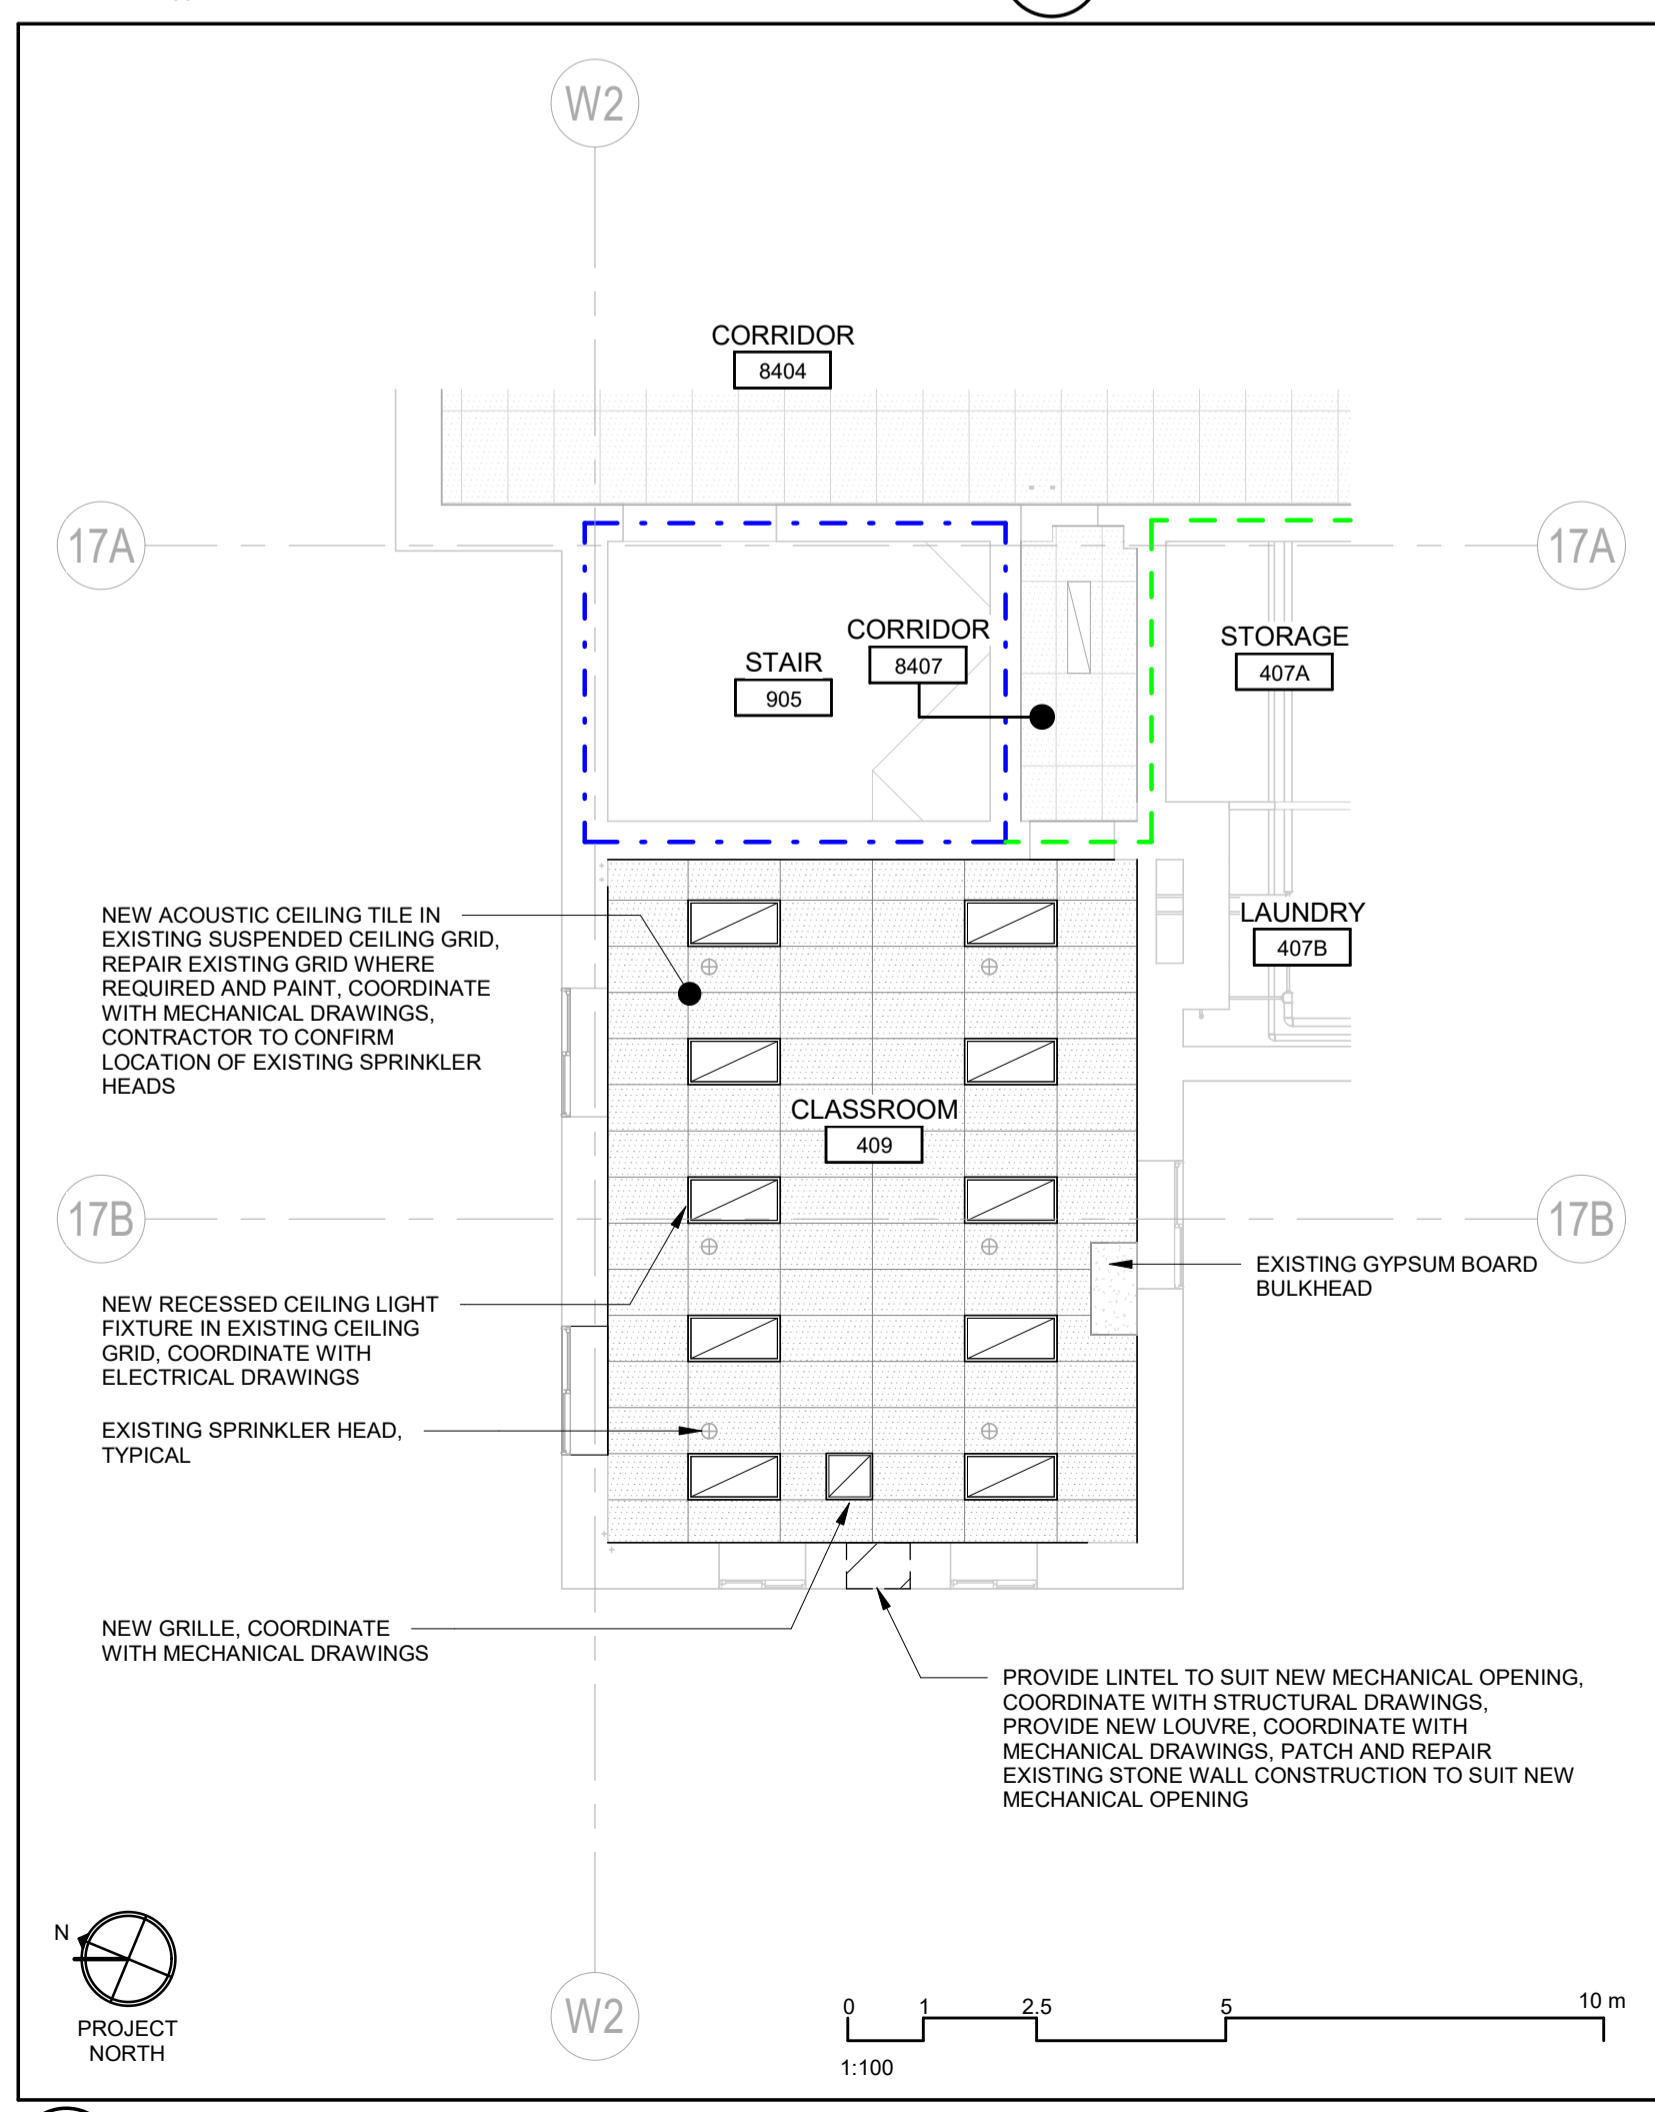 W2
CORRIDOR
8404
17A
17A
CORRIDOR
8407
STAIR
905
STORAGE
407A
NEW ACOUSTIC CEILING TILE IN
EXISTING SUSPENDED CEILING GRID,
REPAIR EXISTING GRID WHERE
REQUIRED AND PAINT, COORDINATE
WITH MECHANICAL DRAWINGS,
CONTRACTOR TO CONFIRM
LOCATION OF EXISTING SPRINKLER
HEADS
LAUNDRY
407B
CLASSROOM
409
17B
17B
EXISTING GYPSUM BOARD
BULKHEAD
NEW RECESSED CEILING LIGHT
FIXTURE IN EXISTING CEILING
GRID, COORDINATE WITH
ELECTRICAL DRAWINGS
EXISTING SPRINKLER HEAD,
TYPICAL
NEW GRILLE, COORDINATE
WITH MECHANICAL DRAWINGS
PROVIDE LINTEL TO SUIT NEW MECHANICAL OPENING,
COORDINATE WITH STRUCTURAL DRAWINGS,
PROVIDE NEW LOUVRE, COORDINATE WITH
MECHANICAL DRAWINGS, PATCH AND REPAIR
EXISTING STONE WALL CONSTRUCTION TO SUIT NEW
MECHANICAL OPENING
N
PROJECT
NORTH
W2
0 1 2.5 5 10 m
1:100